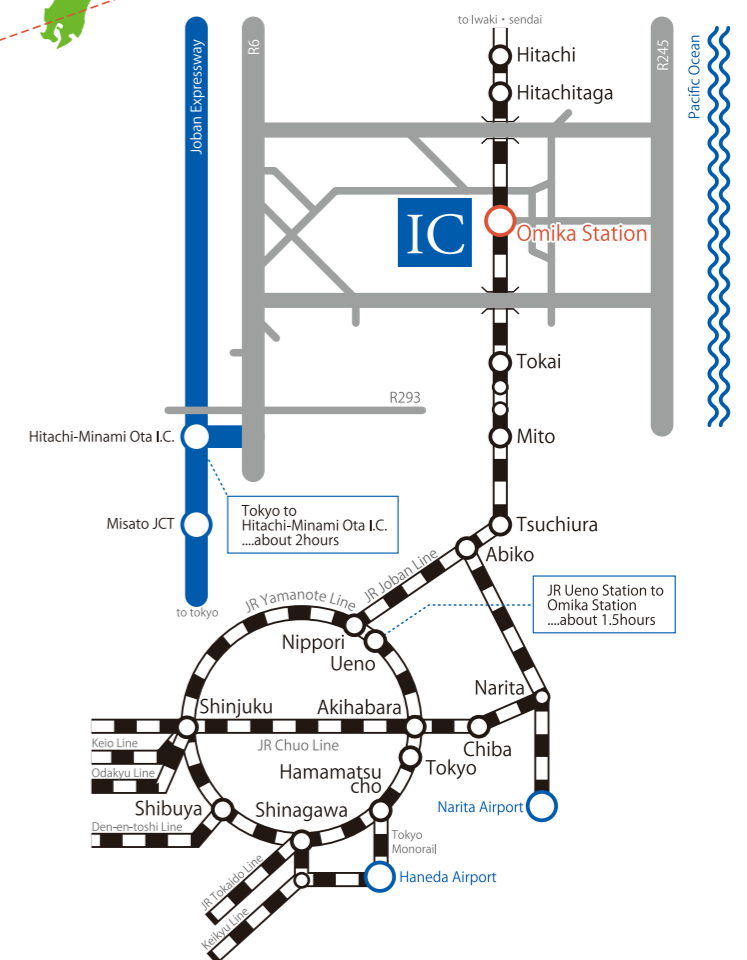 to Iwaki・sendai
Hitachi
Hitachitaga
Joban Expressway
R6
R245
Pacific Ocean
IC
Omika Station
Tokai
R293
Hitachi-Minami Ota I.C.
Mito
Misato JCT
Tokyo to
Hitachi-Minami Ota I.C.
....about 2hours
Tsuchiura
Abiko
to tokyo
JR Yamanote Line
JR Joban Line
JR Ueno Station to
Omika Station
....about 1.5hours
Nippori
Ueno
Narita
Shinjuku
Akihabara
JR Chuo Line
Chiba
Keio Line
Odakyu Line
Tokyo
Hamamatsu
cho
Shibuya
Shinagawa
Narita Airport
Den-en-toshi Line
Tokyo
Monorail
JR Tokaido Line
Haneda Airport
Keikyu Line